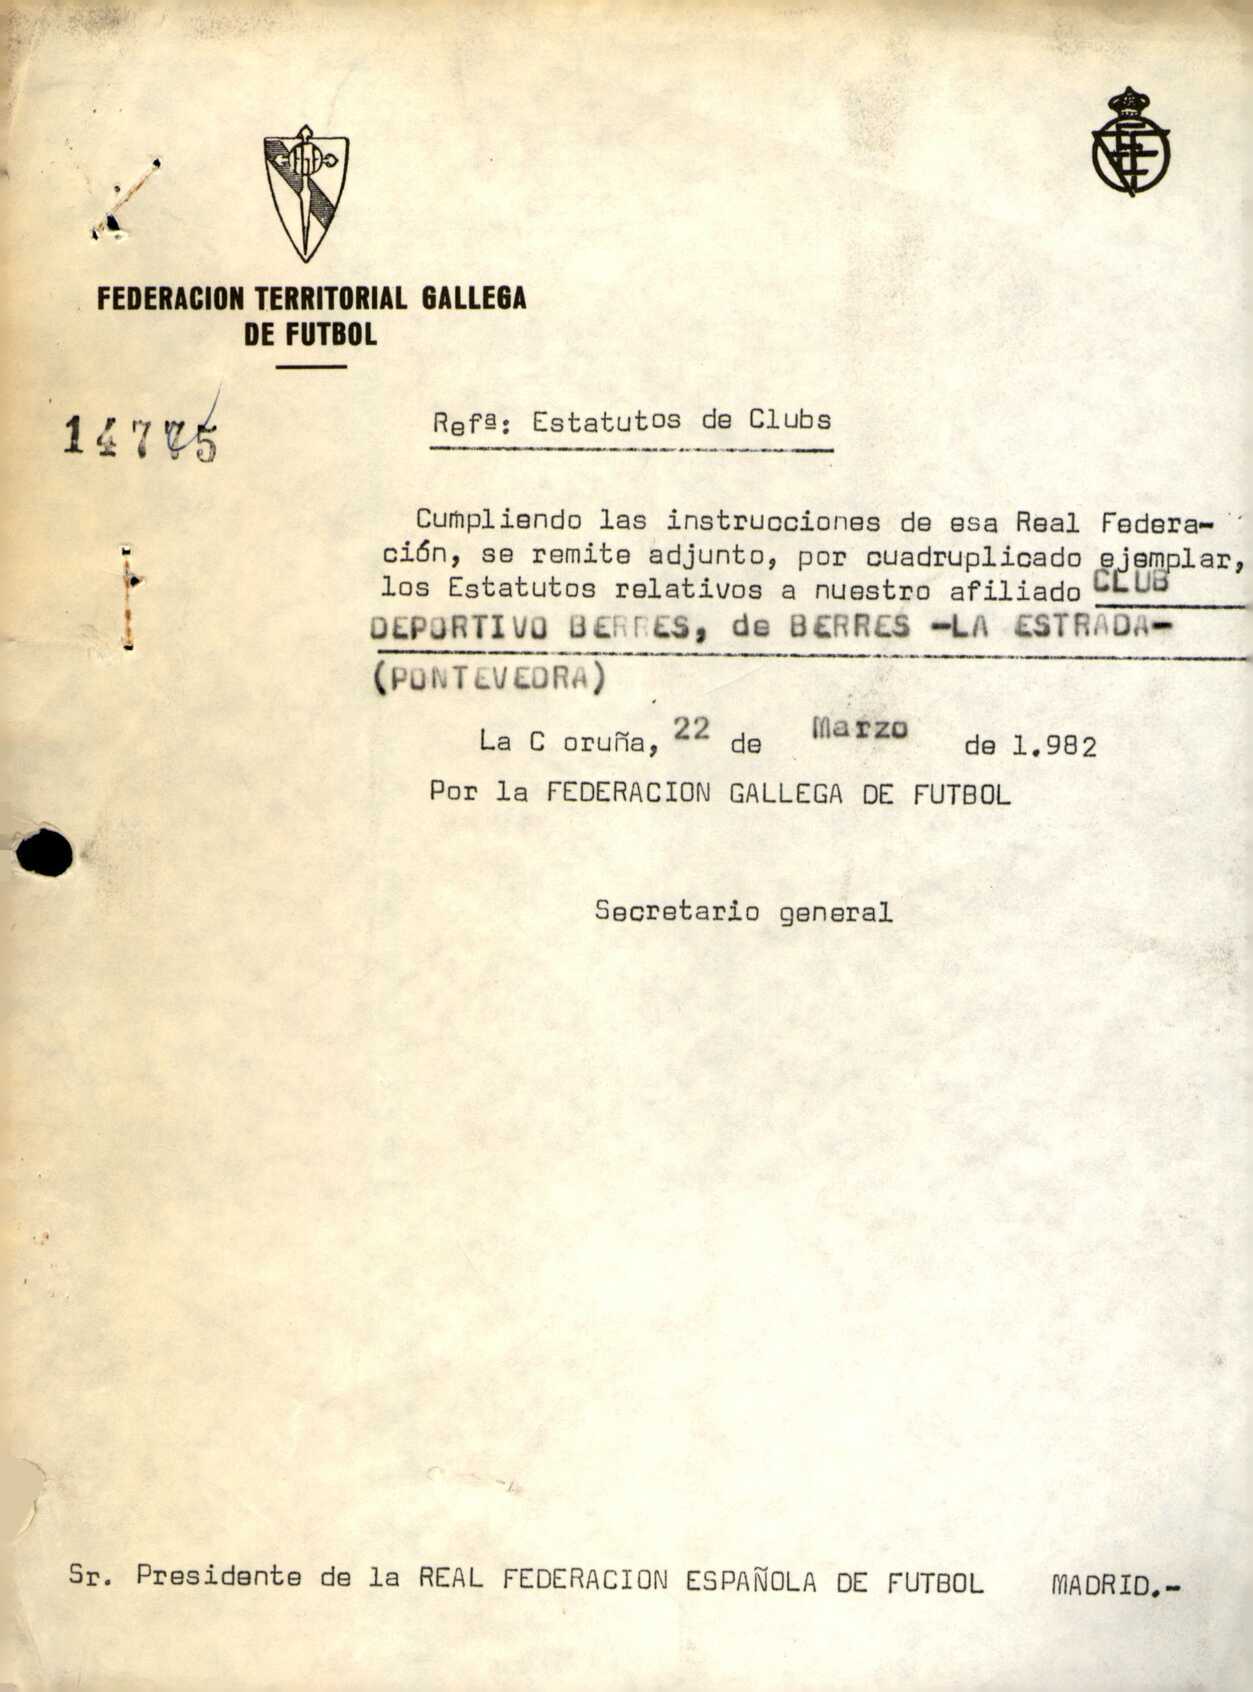 FEDERACION TERRITORIAL GALLEGA
DE FUTBOL
14775
Refª: Estatutos de Clubs
Cumpliendo las instrucciones de esa Real Federa-
ción, se remite adjunto, por cuadruplicado ejemplar,
los Estatutos relativos a nuestro afiliado CLUB
DEPORTIVO BERRES, de BERRES -LA ESTRADA-
(PONTEVEDRA)
La C oruña, 22 de Marzo de 1.982
Por la FEDERACION GALLEGA DE FUTBOL
Secretario general
Sr. Presidente de la REAL FEDERACION ESPAÑOLA DE FUTBOL MADRID.-